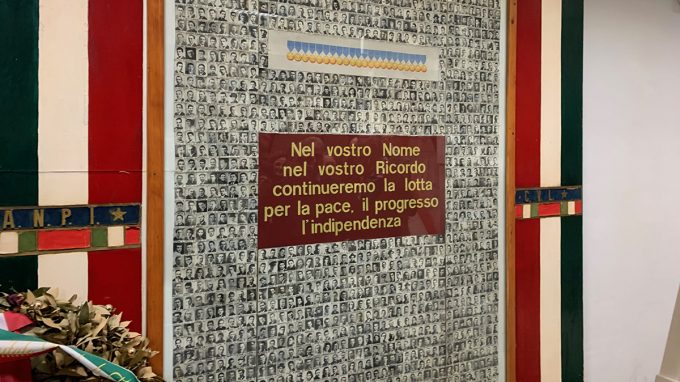 Nel vostro Nome
nel vostro Ricordo
continueremo la lotta
per la pace, il progresso
l'indipendenza
A.N.P.I.